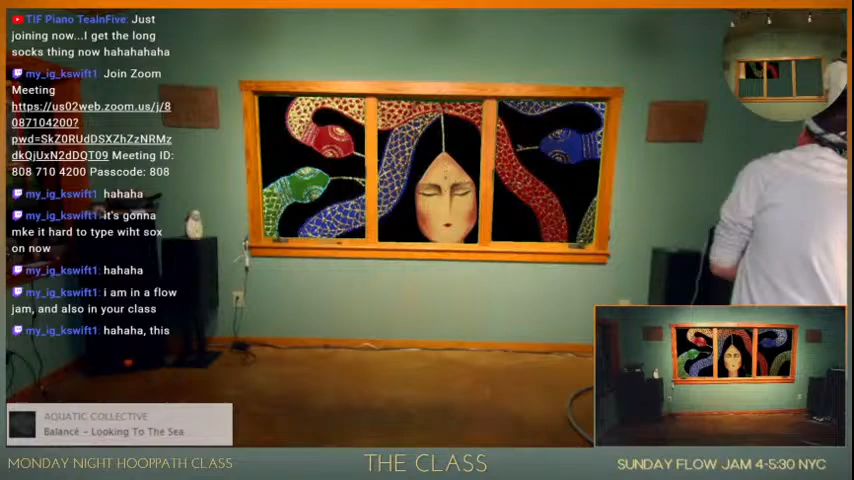 TIF Piano TeaInFive: Just
joining now...I get the long
socks thing now hahahahaha
my_ig_kswift1: Join Zoom
Meeting
https://us02web.zoom.us/j/8
087104200?
pwd=SkZ0RUdDSXZhZzNRMz
dkQjUxN2dDQT09 Meeting ID:
808 710 4200 Passcode: 808
my_ig_kswift1: hahaha
my_ig_kswift1: it's gonna
mke it hard to type wiht sox
on now
my_ig_kswift1: hahaha
my_ig_kswift1: i am in a flow
jam, and also in your class
my_ig_kswift1: hahaha, this
AQUATIC COLLECTIVE
Balancé – Looking To The Sea
MONDAY NIGHT HOOPPATH CLASS
THE CLASS
SUNDAY FLOW JAM 4-5:30 NYC